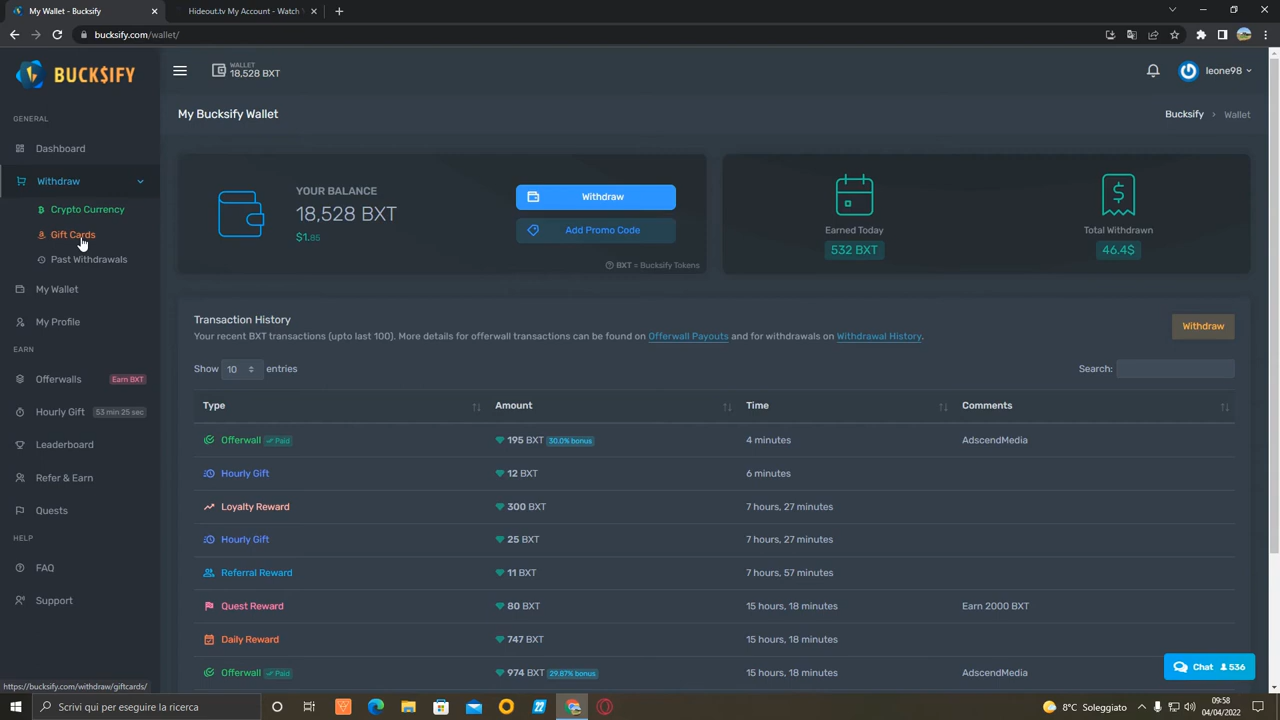 My Wallet - Bucksify
Hideout.tv My Account - Watch
bucksify.com/wallet/
BUCK$IFY
WALLET
18,528 BXT
leone98
GENERAL
My Bucksify Wallet
Bucksify > Wallet
Dashboard
Withdraw
Crypto Currency
Gift Cards
Past Withdrawals
My Wallet
My Profile
EARN
Offerwalls Earn BXT
Hourly Gift 53 min 25 sec
Leaderboard
Refer & Earn
Quests
HELP
FAQ
Support
YOUR BALANCE
18,528 BXT
$1.85
Withdraw
Add Promo Code
BXT = Bucksify Tokens
Earned Today
532 BXT
Total Withdrawn
46.4$
Transaction History
Your recent BXT transactions (upto last 100). More details for offerwall transactions can be found on Offerwall Payouts and for withdrawals on Withdrawal History.
Withdraw
Show 10 entries
Search:
Type Amount Time Comments
Offerwall Paid 195 BXT 30.0% bonus 4 minutes AdscendMedia
Hourly Gift 12 BXT 6 minutes
Loyalty Reward 300 BXT 7 hours, 27 minutes
Hourly Gift 25 BXT 7 hours, 27 minutes
Referral Reward 11 BXT 7 hours, 57 minutes
Quest Reward 80 BXT 15 hours, 18 minutes Earn 2000 BXT
Daily Reward 747 BXT 15 hours, 18 minutes
Offerwall Paid 974 BXT 29.87% bonus 15 hours, 18 minutes AdscendMedia
Chat 536
https://bucksify.com/withdraw/giftcards/
Scrivi qui per eseguire la ricerca
8°C Soleggiato
09:58
04/04/2022